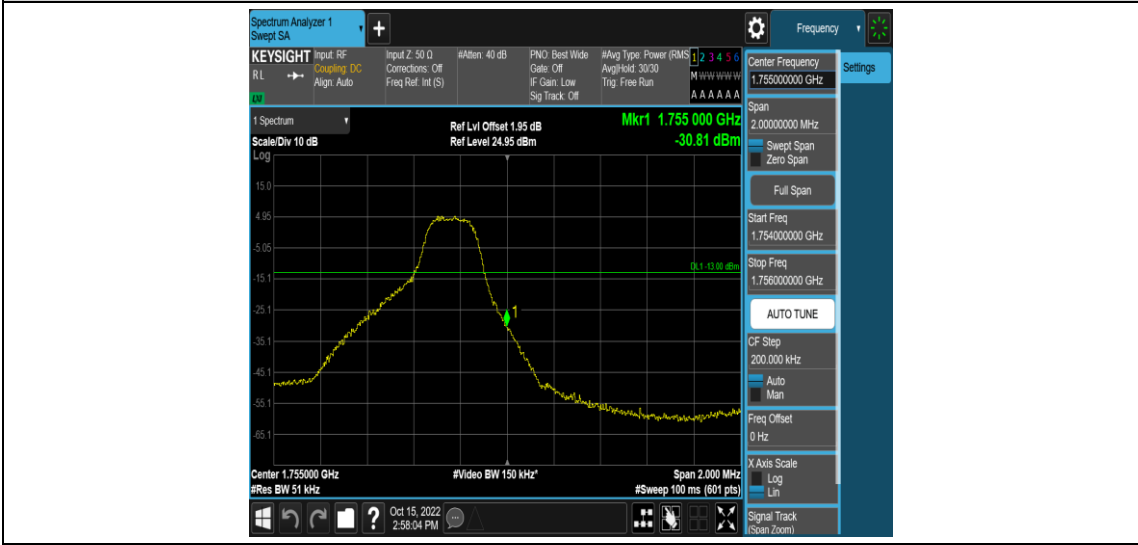 Spectrum Analyzer 1
Swept SA
+
Frequency
KEYSIGHT
RL
LXI
Input: RF
Coupling: DC
Align: Auto
Input Z: 50 Ω
Corrections: Off
Freq Ref: Int (S)
#Atten: 40 dB
PNO: Best Wide
Gate: Off
IF Gain: Low
Sig Track: Off
#Avg Type: Power (RMS
Avg|Hold: 30/30
Trig: Free Run
1 2 3 4 5 6
M W W W W W
A A A A A A
1 Spectrum
Scale/Div 10 dB
Log
Ref Lvl Offset 1.95 dB
Ref Level 24.95 dBm
Mkr1 1.755 000 GHz
-30.81 dBm
15.0
4.95
-5.05
DL1 -13.00 dBm
-15.1
-25.1
1
-35.1
-45.1
-55.1
-65.1
Center 1.755000 GHz
#Video BW 150 kHz*
Span 2.000 MHz
#Res BW 51 kHz
#Sweep 100 ms (601 pts)
?
Oct 15, 2022
2:58:04 PM
Center Frequency
1.755000000 GHz
Settings
Span
2.00000000 MHz
Swept Span
Zero Span
Full Span
Start Freq
1.754000000 GHz
Stop Freq
1.756000000 GHz
AUTO TUNE
CF Step
200.000 kHz
Auto
Man
Freq Offset
0 Hz
X Axis Scale
Log
Lin
Signal Track
(Span Zoom)